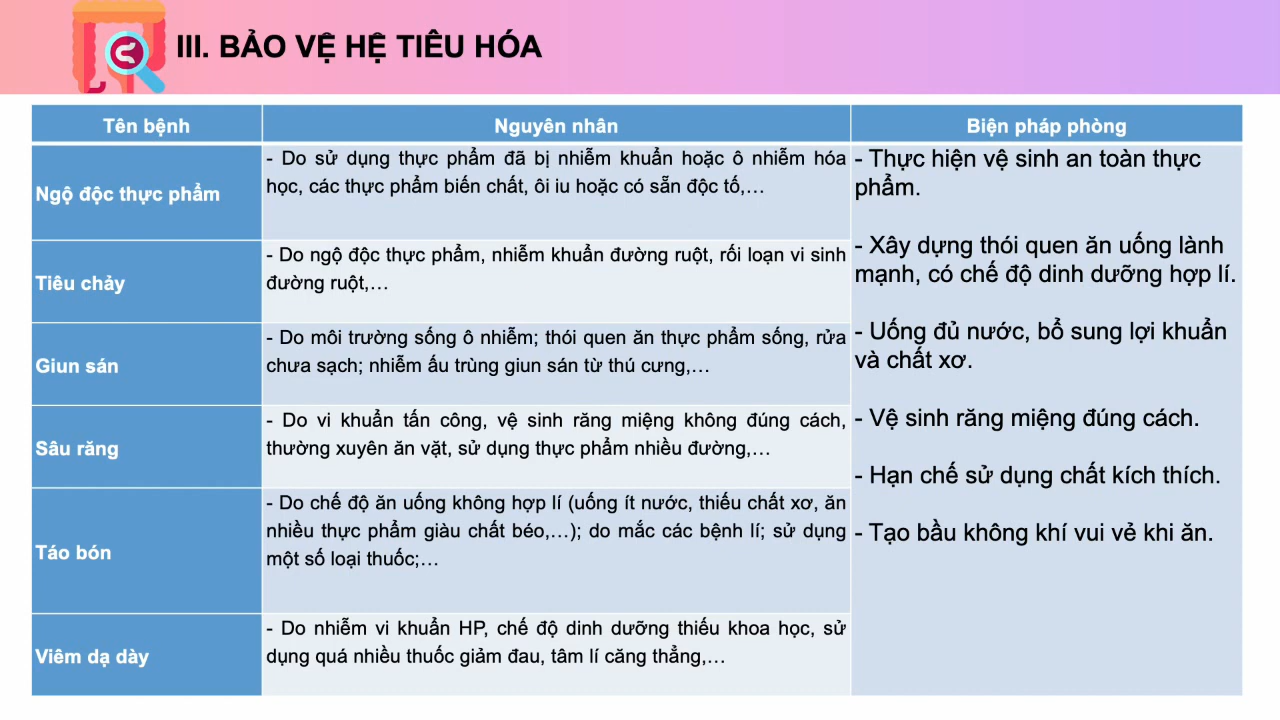 III. BẢO VỆ HỆ TIÊU HÓA
Tên bệnh
Nguyên nhân
Biện pháp phòng
Ngộ độc thực phẩm
- Do sử dụng thực phẩm đã bị nhiễm khuẩn hoặc ô nhiễm hóa
học, các thực phẩm biến chất, ôi iu hoặc có sẵn độc tố,…
Tiêu chảy
- Do ngộ độc thực phẩm, nhiễm khuẩn đường ruột, rối loạn vi sinh
đường ruột,…
Giun sán
- Do môi trường sống ô nhiễm; thói quen ăn thực phẩm sống, rửa
chưa sạch; nhiễm ấu trùng giun sán từ thú cưng,…
Sâu răng
- Do vi khuẩn tấn công, vệ sinh răng miệng không đúng cách,
thường xuyên ăn vặt, sử dụng thực phẩm nhiều đường,…
Táo bón
- Do chế độ ăn uống không hợp lí (uống ít nước, thiếu chất xơ, ăn
nhiều thực phẩm giàu chất béo,…); do mắc các bệnh lí; sử dụng
một số loại thuốc;…
Viêm dạ dày
- Do nhiễm vi khuẩn HP, chế độ dinh dưỡng thiếu khoa học, sử
dụng quá nhiều thuốc giảm đau, tâm lí căng thẳng,…
- Thực hiện vệ sinh an toàn thực
phẩm.
- Xây dựng thói quen ăn uống lành
mạnh, có chế độ dinh dưỡng hợp lí.
- Uống đủ nước, bổ sung lợi khuẩn
và chất xơ.
- Vệ sinh răng miệng đúng cách.
- Hạn chế sử dụng chất kích thích.
- Tạo bầu không khí vui vẻ khi ăn.